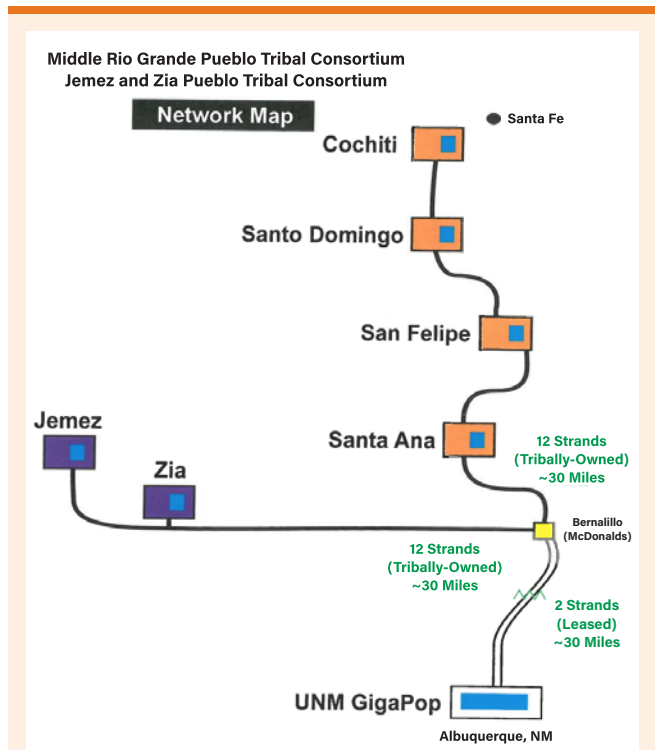 Middle Rio Grande Pueblo Tribal Consortium
Jemez and Zia Pueblo Tribal Consortium
Network Map
Santa Fe
Cochiti
Santo Domingo
San Felipe
Jemez
Santa Ana
12 Strands
(Tribally-Owned)
~30 Miles
Zia
Bernalillo
(McDonalds)
12 Strands
(Tribally-Owned)
~30 Miles
2 Strands
(Leased)
~30 Miles
UNM GigaPop
Albuquerque, NM